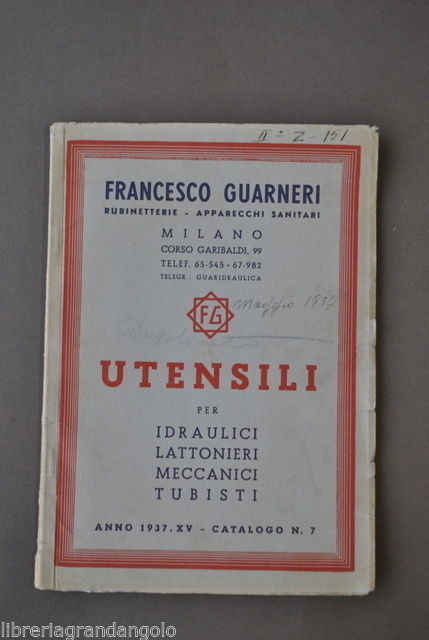 II - Z - 151
FRANCESCO GUARNERI
RUBINETTERIE - APPARECCHI SANITARI
MILANO
CORSO GARIBALDI, 99
TELEF. 65-545 - 67-982
TELEGR.: GUARIDRAULICA
FG
Maggio 1937
UTENSILI
PER
IDRAULICI
LATTONIERI
MECCANICI
TUBISTI
ANNO 1937.XV - CATALOGO N. 7
libreriagrandangolo